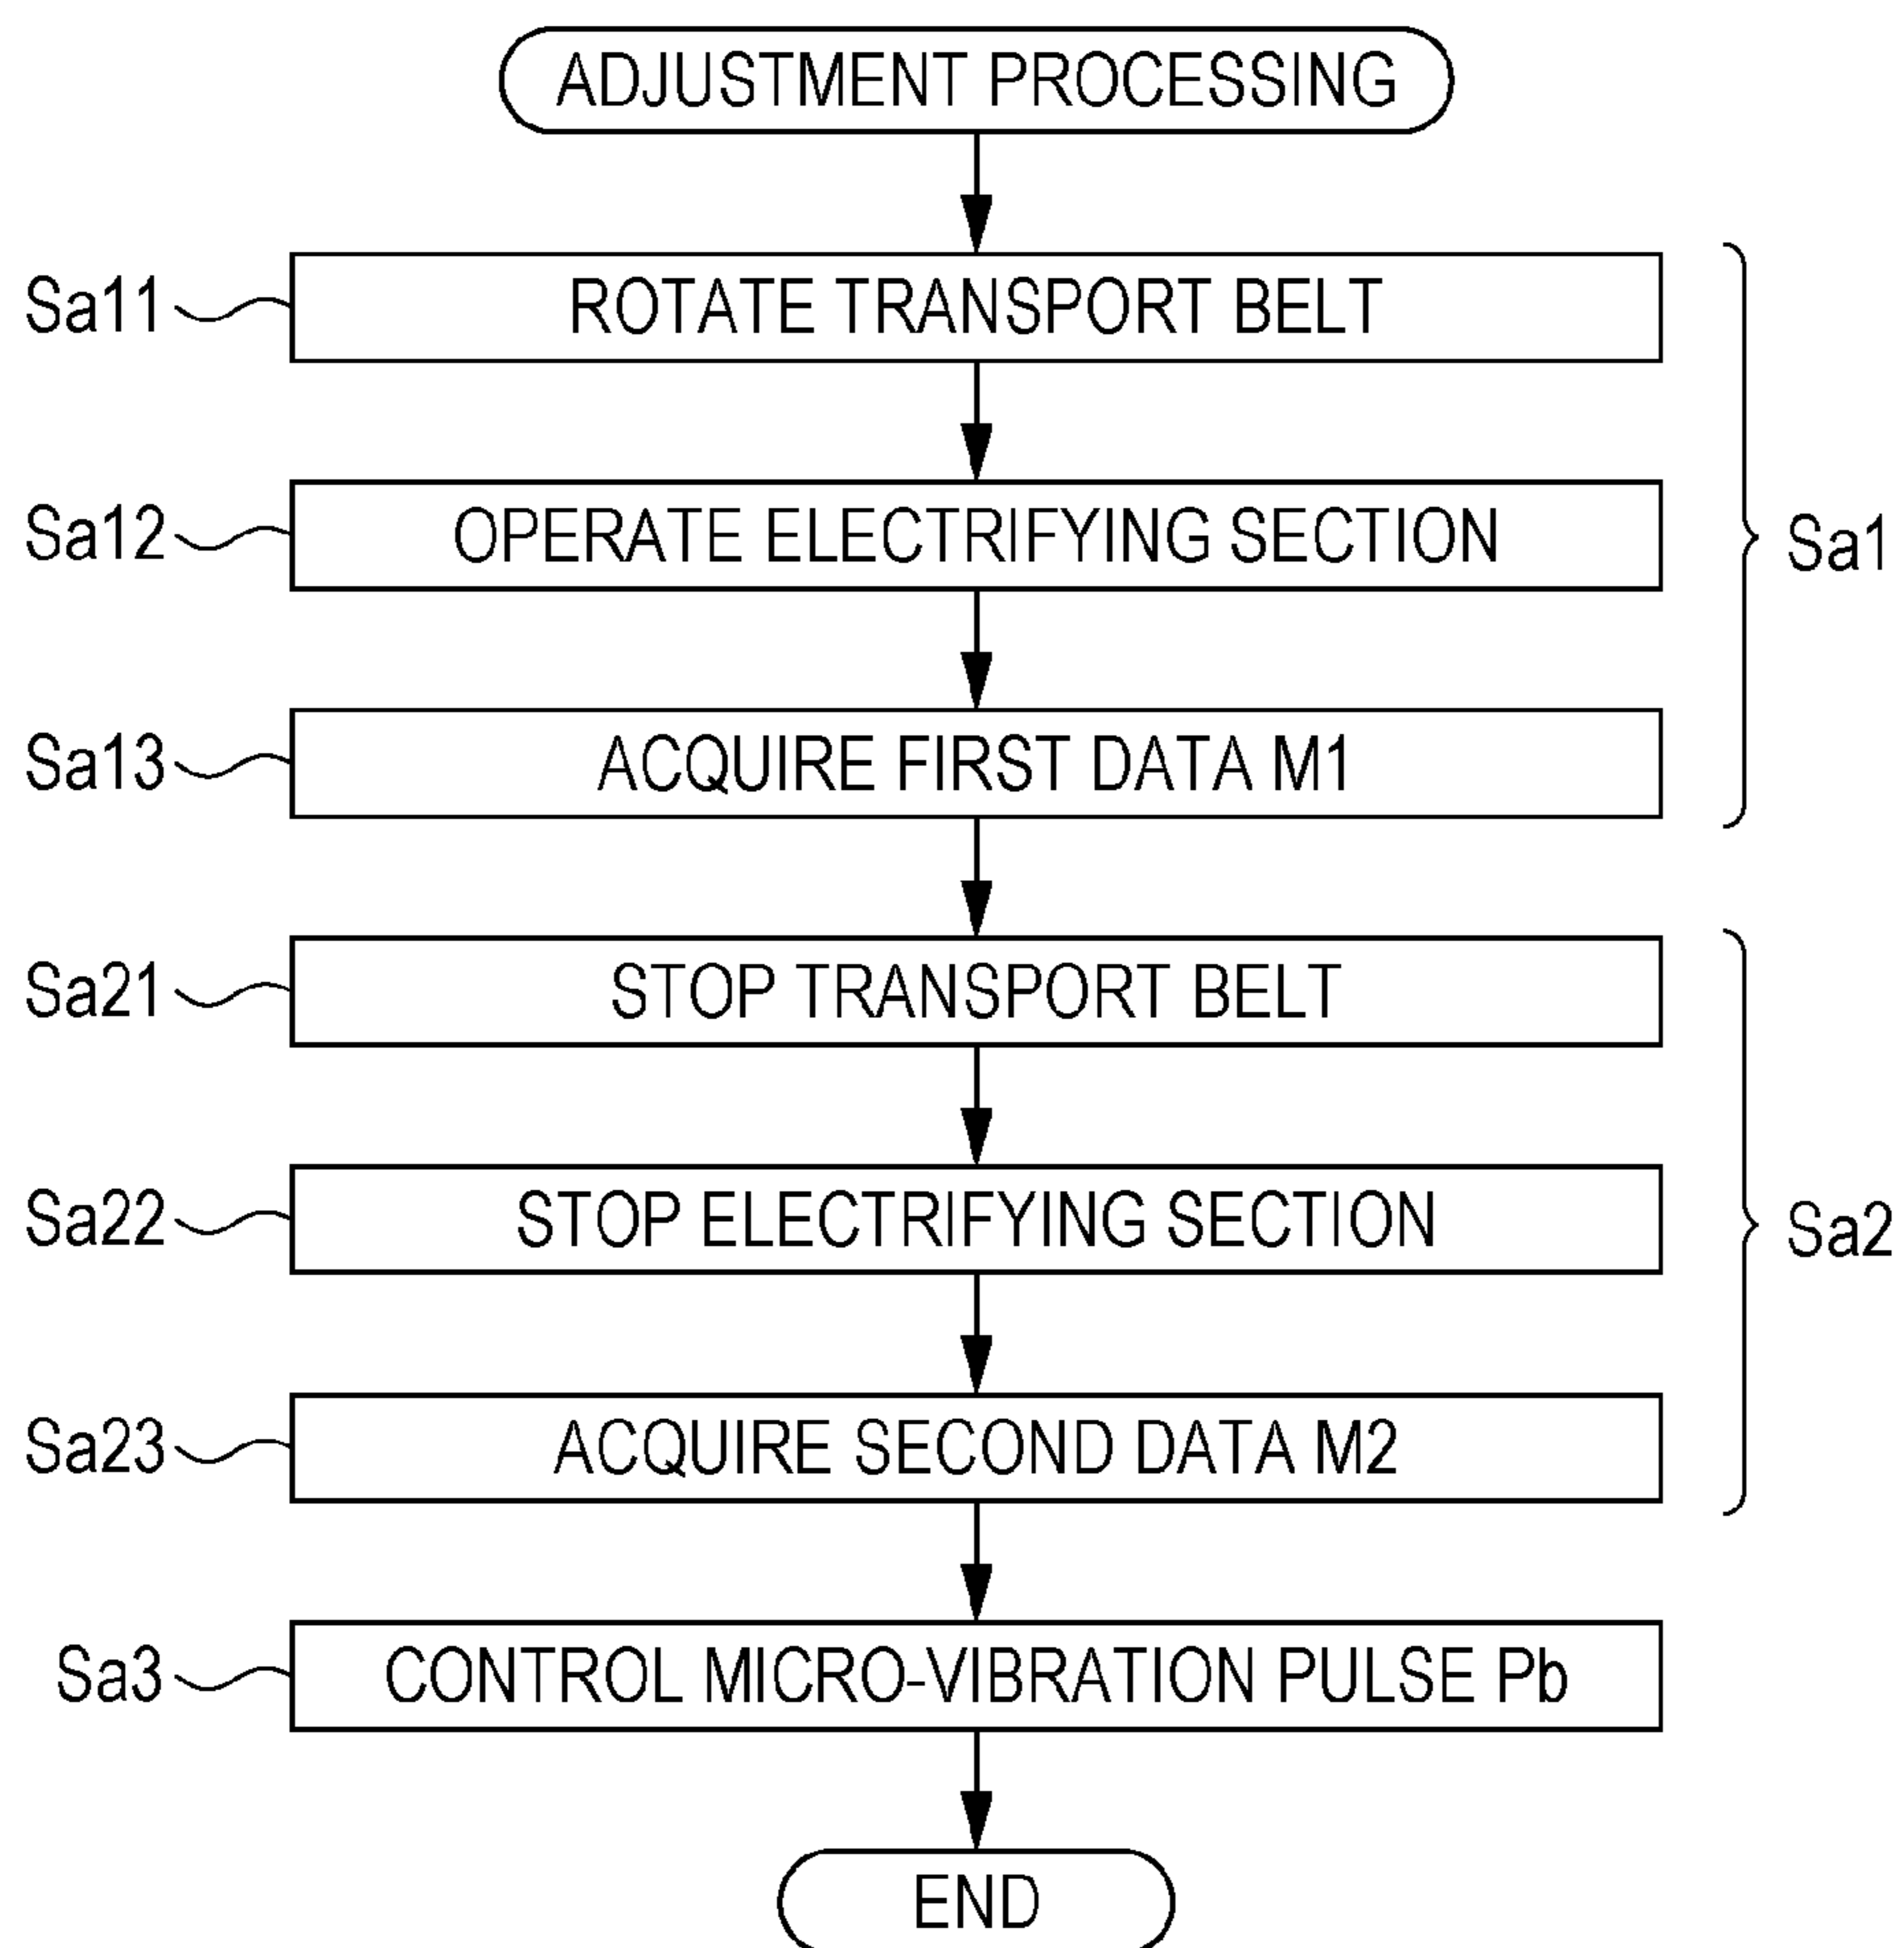 ADJUSTMENT PROCESSING
Sa11
ROTATE TRANSPORT BELT
Sa12
OPERATE ELECTRIFYING SECTION
Sa1
Sa13
ACQUIRE FIRST DATA M1
Sa21
STOP TRANSPORT BELT
Sa22
STOP ELECTRIFYING SECTION
Sa2
Sa23
ACQUIRE SECOND DATA M2
Sa3
CONTROL MICRO-VIBRATION PULSE Pb
END